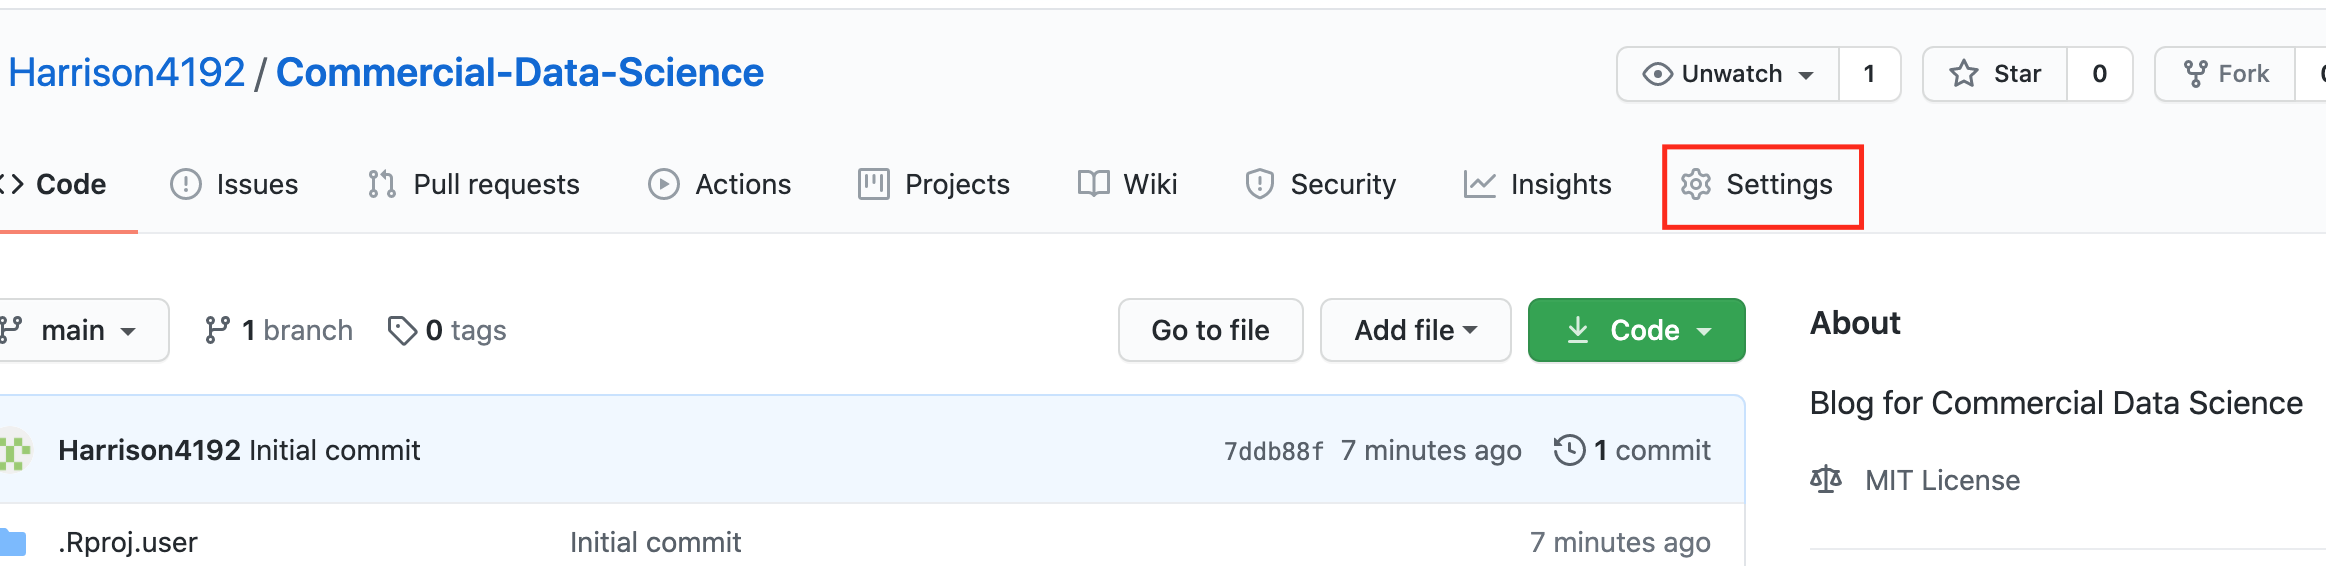 Harrison4192 / Commercial-Data-Science Unwatch 1 Star 0 Fork
Code Issues Pull requests Actions Projects Wiki Security Insights Settings
main 1 branch 0 tags Go to file Add file Code About
Blog for Commercial Data Science
Harrison4192 Initial commit 7ddb88f 7 minutes ago 1 commit
MIT License
.Rproj.user Initial commit 7 minutes ago